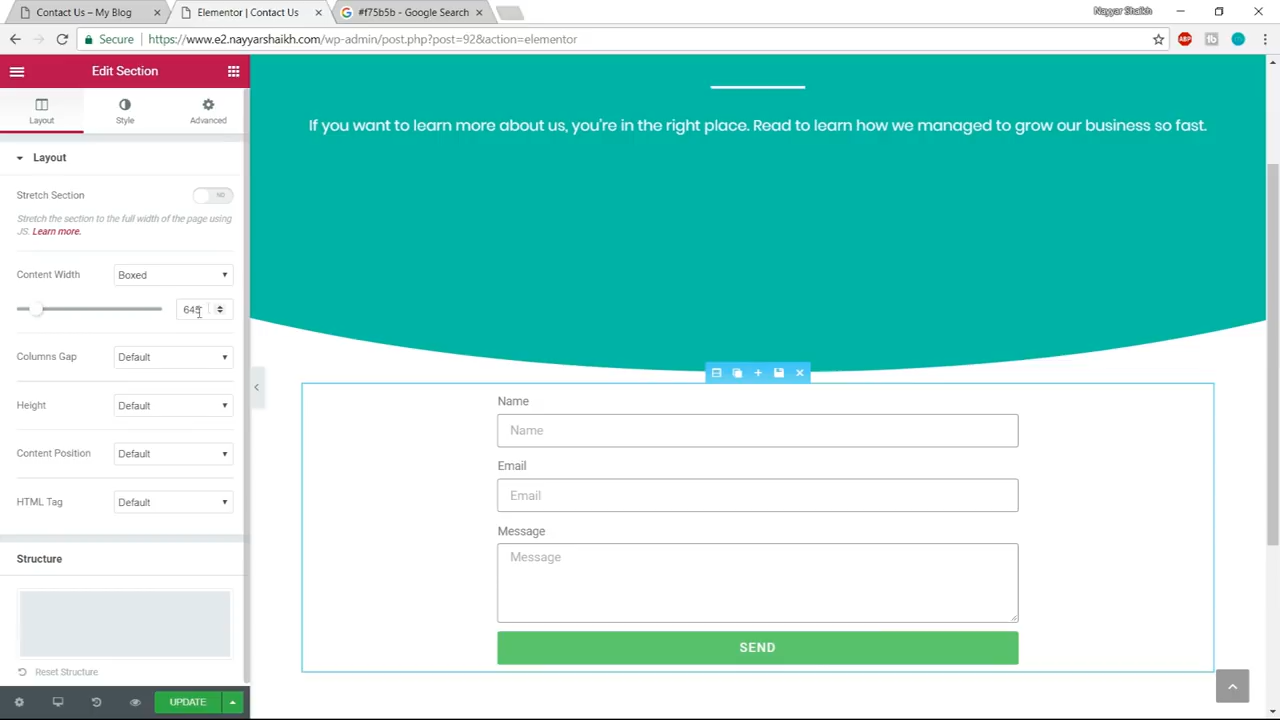 Contact Us – My Blog
Elementor | Contact Us
#f75b5b - Google Search
Nayyar Shaikh
Secure
https://www.e2.nayyarshaikh.com/wp-admin/post.php?post=92&action=elementor
ABP
fb
Edit Section
Layout
Style
Advanced
Layout
Stretch Section
NO
Stretch the section to the full width of the page using
JS. Learn more.
Content Width
Boxed
645
Columns Gap
Default
Height
Default
Content Position
Default
HTML Tag
Default
Structure
Reset Structure
UPDATE
If you want to learn more about us, you're in the right place. Read to learn how we managed to grow our business so fast.
Name
Name
Email
Email
Message
Message
SEND